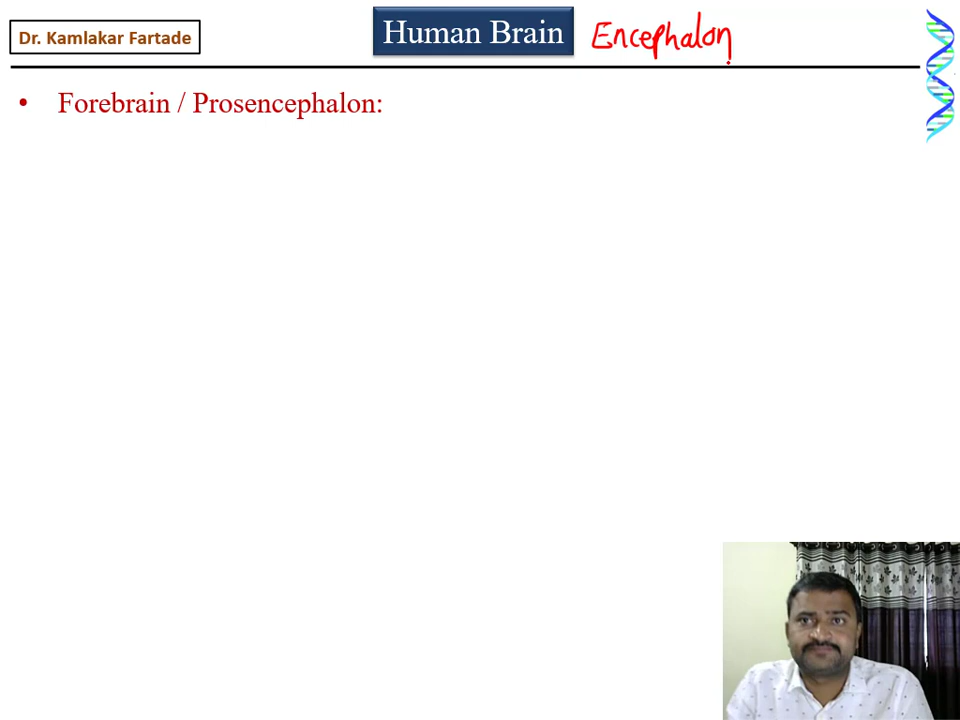 Dr. Kamlakar Fartade
Human Brain Encephalon
• Forebrain / Prosencephalon: